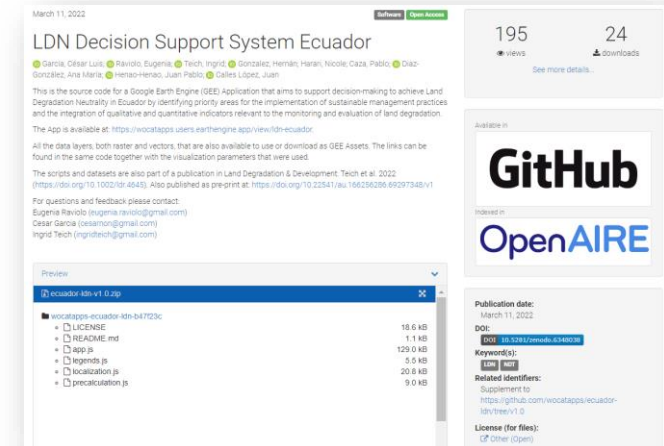 March 11, 2022
Software Open Access
LDN Decision Support System Ecuador
Garcia, César Luis; Raviolo, Eugenia; Teich, Ingrid; Gonzalez, Hernán; Harari, Nicole; Caza, Pablo; Diaz-
González, Ana María; Henao-Henao, Juan Pablo; Calles López, Juan
This is the source code for a Google Earth Engine (GEE) Application that aims to support decision-making to achieve Land
Degradation Neutrality in Ecuador by identifying priority areas for the implementation of sustainable management practices
and the integration of qualitative and quantitative indicators relevant to the monitoring and evaluation of land degradation.
The App is available at: https://wocatapps.users.earthengine.app/view/ldn-ecuador.
All the data layers, both raster and vectors, that are also available to use or download as GEE Assets. The links can be
found in the same code together with the visualization parameters that were used.
The scripts and datasets are also part of a publication in Land Degradation & Development: Teich et al. 2022
(https://doi.org/10.1002/ldr.4645). Also published as pre-print at: https://doi.org/10.22541/au.166256286.69297348/v1
For questions and feedback please contact:
Eugenia Raviolo (eugenia.raviolo@gmail.com)
Cesar Garcia (cesarnon@gmail.com)
Ingrid Teich (ingridteich@gmail.com)
Preview
ecuador-ldn-v1.0.zip
wocatapps-ecuador-ldn-b47f23c
LICENSE 18.6 kB
README.md 1.1 kB
app.js 129.0 kB
legends.js 5.5 kB
localization.js 20.8 kB
precalculation.js 9.0 kB
195 24
views downloads
See more details...
Available in
GitHub
Indexed in
OpenAIRE
Publication date:
March 11, 2022
DOI:
DOI 10.5281/zenodo.6348038
Keyword(s):
LDN NDT
Related identifiers:
Supplement to
https://github.com/wocatapps/ecuador-
ldn/tree/v1.0
License (for files):
Other (Open)